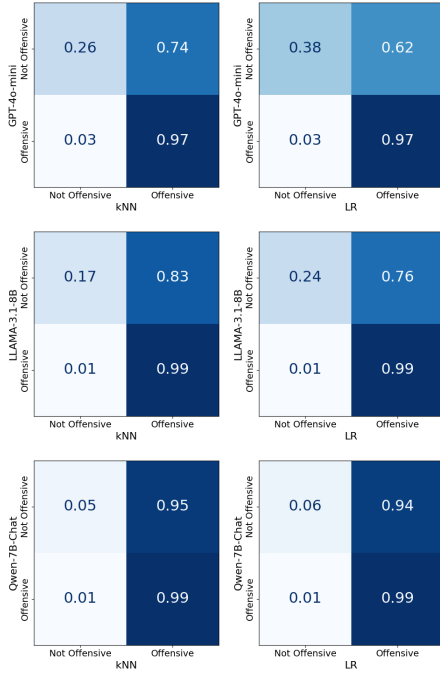 GPT-4o-mini
Not Offensive
Offensive
0.26 0.74
0.03 0.97
Not Offensive Offensive
kNN
GPT-4o-mini
Not Offensive
Offensive
0.38 0.62
0.03 0.97
Not Offensive Offensive
LR
LLAMA-3.1-8B
Not Offensive
Offensive
0.17 0.83
0.01 0.99
Not Offensive Offensive
kNN
LLAMA-3.1-8B
Not Offensive
Offensive
0.24 0.76
0.01 0.99
Not Offensive Offensive
LR
Qwen-7B-Chat
Not Offensive
Offensive
0.05 0.95
0.01 0.99
Not Offensive Offensive
kNN
Qwen-7B-Chat
Not Offensive
Offensive
0.06 0.94
0.01 0.99
Not Offensive Offensive
LR